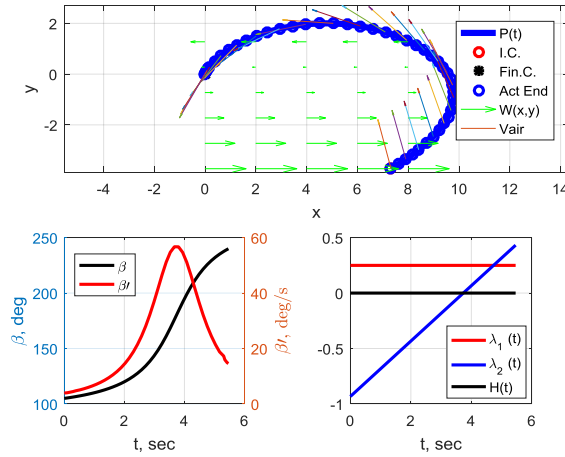 2
0
-2
y
-4
-2
0
2
4
6
8
10
12
14
x
P(t)
I.C.
Fin.C.
Act End
W(x,y)
Vair
250
200
150
100
β, deg
60
40
20
0
β′, deg/s
β
β′
0
2
4
6
t, sec
0.5
0
-0.5
-1
λ₁ (t)
λ₂ (t)
H(t)
0
2
4
6
t, sec